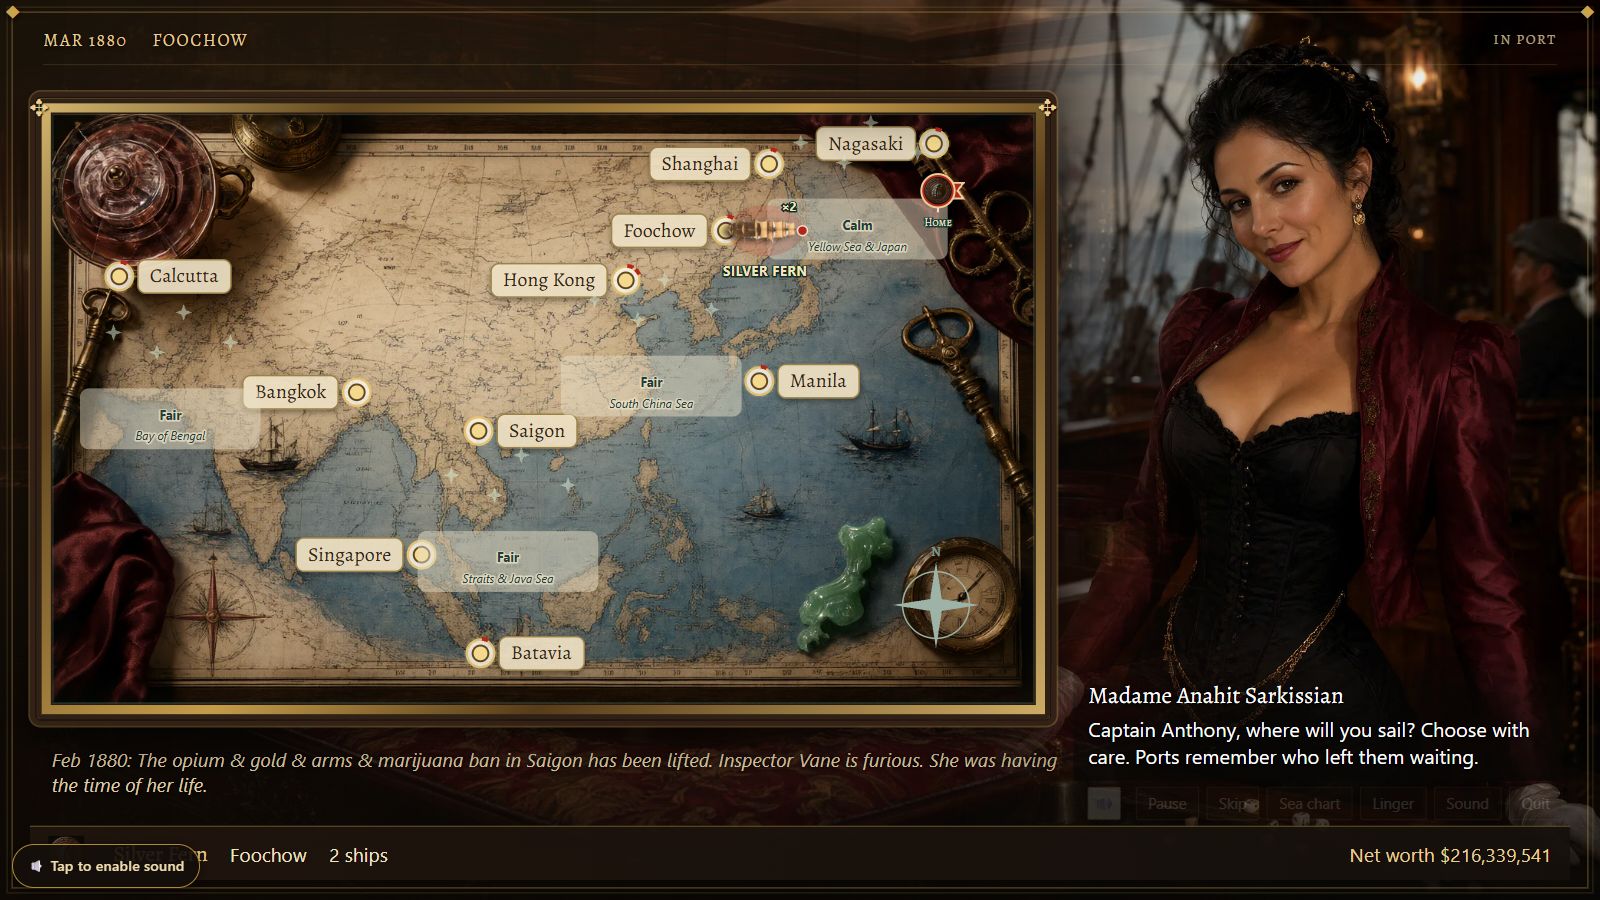 MAR 1880 FOOCHOW
IN PORT
Nagasaki
Shanghai
HOME
×2
Calm
Yellow Sea & Japan
Foochow
SILVER FERN
Calcutta
Hong Kong
Fair
South China Sea
Manila
Bangkok
Fair
Bay of Bengal
Saigon
Singapore
Fair
Straits & Java Sea
N
Batavia
Madame Anahit Sarkissian
Captain Anthony, where will you sail? Choose with
care. Ports remember who left them waiting.
Feb 1880: The opium & gold & arms & marijuana ban in Saigon has been lifted. Inspector Vane is furious. She was having
the time of her life.
Pause Skip Sea chart Linger Sound Quit
Silver Fern Foochow 2 ships
Net worth $216,339,541
Tap to enable sound